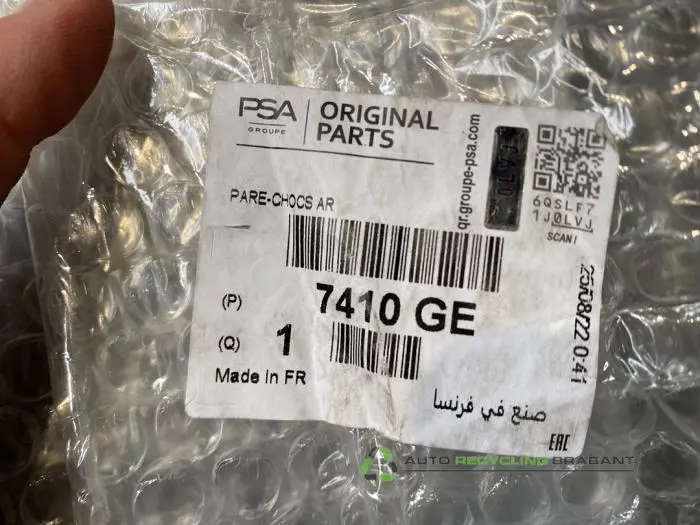 PSA
GROUPE
ORIGINAL
PARTS
PARE-CHOCS AR
qr.groupe-psa.com
6QSLF7
1J0LVJ
SCAN!
(P) 7410 GE
(Q) 1
Made In FR
صنع في فرنسا
25/08/22 0:41
EAC
AUTO RECYCLING BRABANT